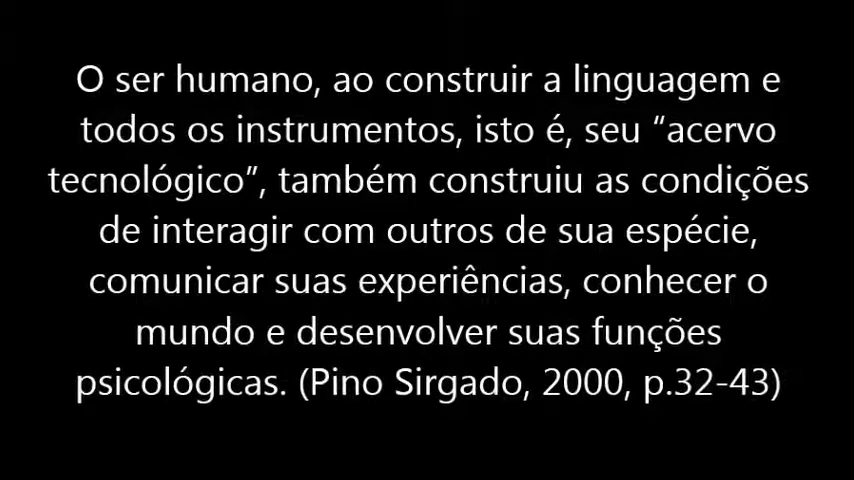 O ser humano, ao construir a linguagem e
todos os instrumentos, isto é, seu “acervo
tecnológico”, também construiu as condições
de interagir com outros de sua espécie,
comunicar suas experiências, conhecer o
mundo e desenvolver suas funções
psicológicas. (Pino Sirgado, 2000, p.32-43)